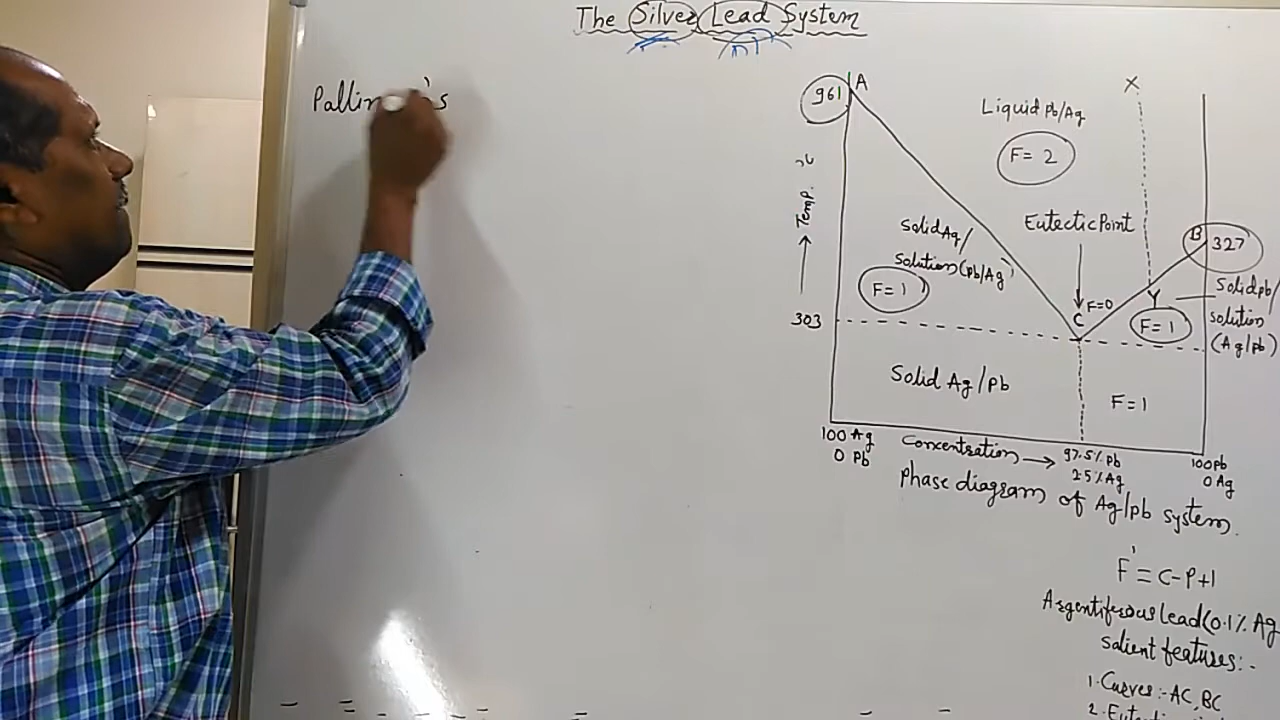 The Silver Lead System
961
A
X
Liquid Pb/Ag
F= 2
Temp. °c
Solid Ag/
Solution(Pb/Ag)
F= 1
Eutectic Point
B
327
C
F=0
Y
F= 1
Solid pb/
Solution
(Ag/pb)
303
Solid Ag/Pb
F= 1
100 Ag
0 Pb
Concentration
97.5% Pb
2.5% Ag
100 Pb
0 Ag
phase diagram of Ag/pb system.
F' = C-P+1
Argentiferous Lead(0.1% Ag
Salient features:-
1. Curves:- AC, BC